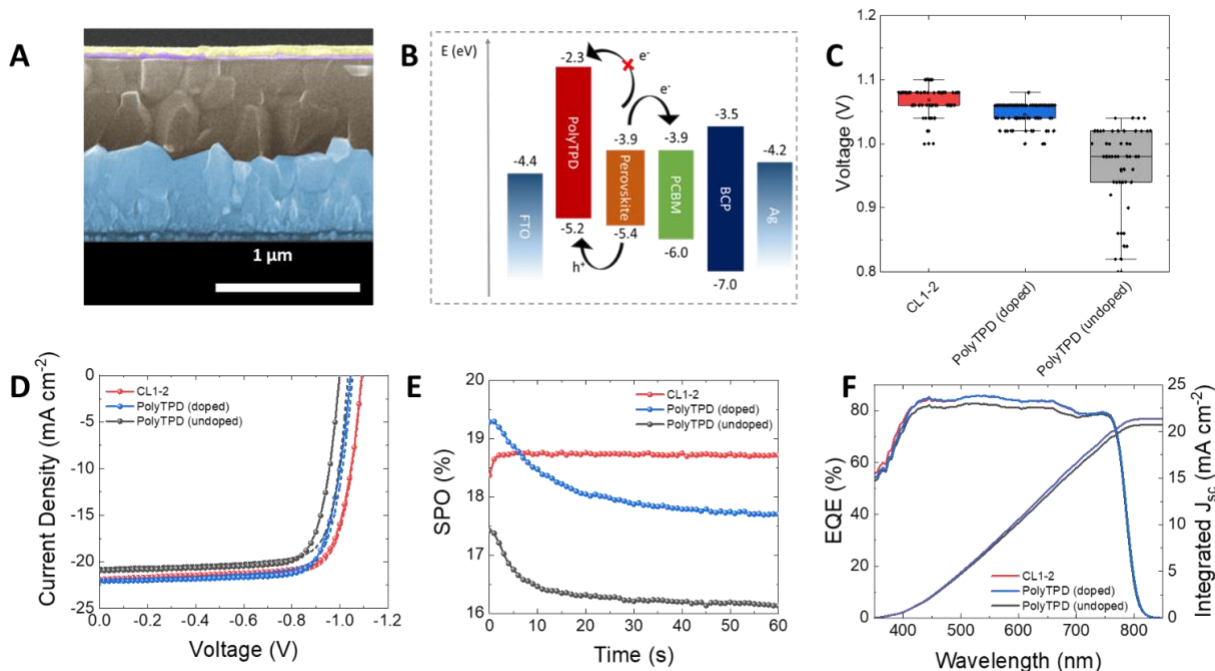 A
1 µm
B
E (eV)
-2.3
e⁻
e⁻
-3.5
-3.9
-3.9
-4.2
-4.4
PolyTPD
Perovskite
PCBM
BCP
FTO
Ag
-5.2
-5.4
-6.0
h⁺
-7.0
C
1.2
1.1
1.0
0.9
0.8
Voltage (V)
CL1-2
PolyTPD (doped)
PolyTPD (undoped)
D
0
-5
-10
-15
-20
-25
Current Density (mA cm⁻²)
CL1-2
PolyTPD (doped)
PolyTPD (undoped)
0.0 -0.2 -0.4 -0.6 -0.8 -1.0 -1.2
Voltage (V)
E
20
19
18
17
16
SPO (%)
CL1-2
PolyTPD (doped)
PolyTPD (undoped)
0 10 20 30 40 50 60
Time (s)
F
80
60
40
20
0
EQE (%)
CL1-2
PolyTPD (doped)
PolyTPD (undoped)
25
20
15
10
5
0
Integrated Jsc (mA cm⁻²)
400 500 600 700 800
Wavelength (nm)